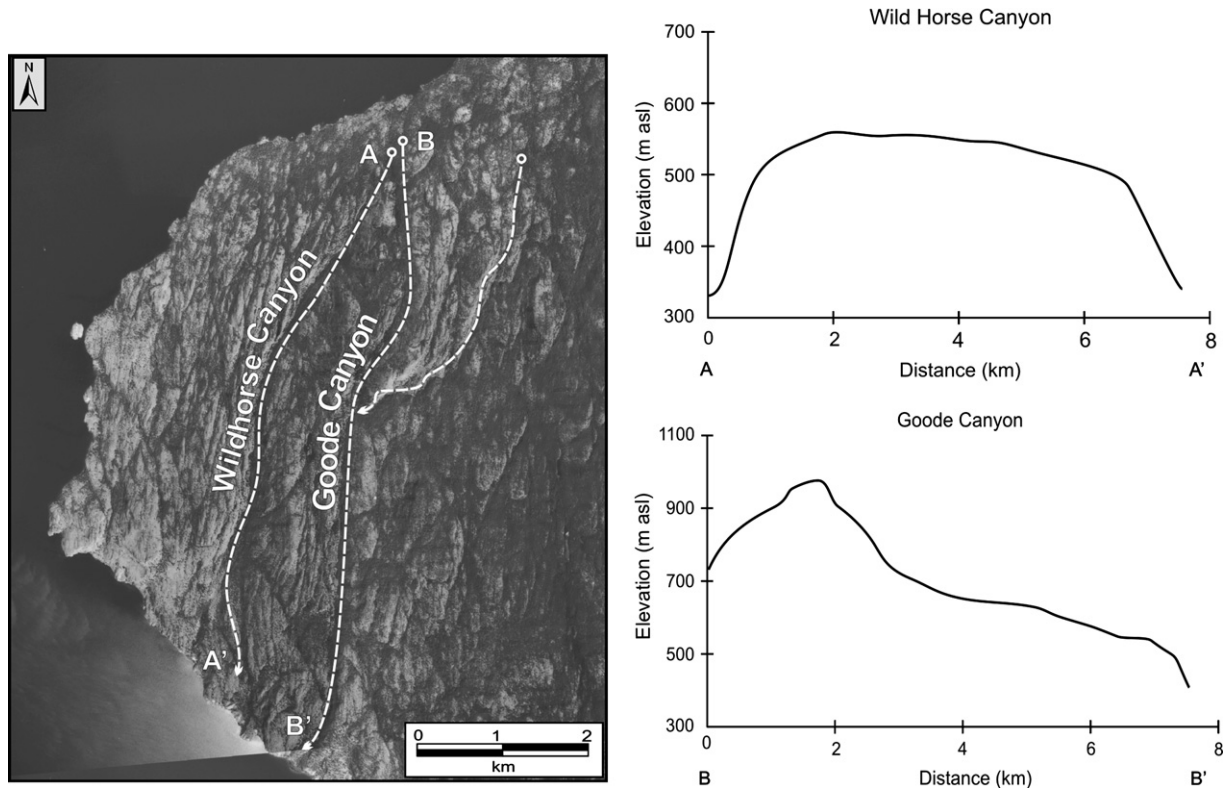 N
A
B
Wildhorse Canyon
Goode Canyon
A'
B'
0 1 2
km
Wild Horse Canyon
Elevation (m asl)
700
600
500
400
300
0 2 4 6 8
A Distance (km) A'
Goode Canyon
Elevation (m asl)
1100
900
700
500
300
0 2 4 6 8
B Distance (km) B'